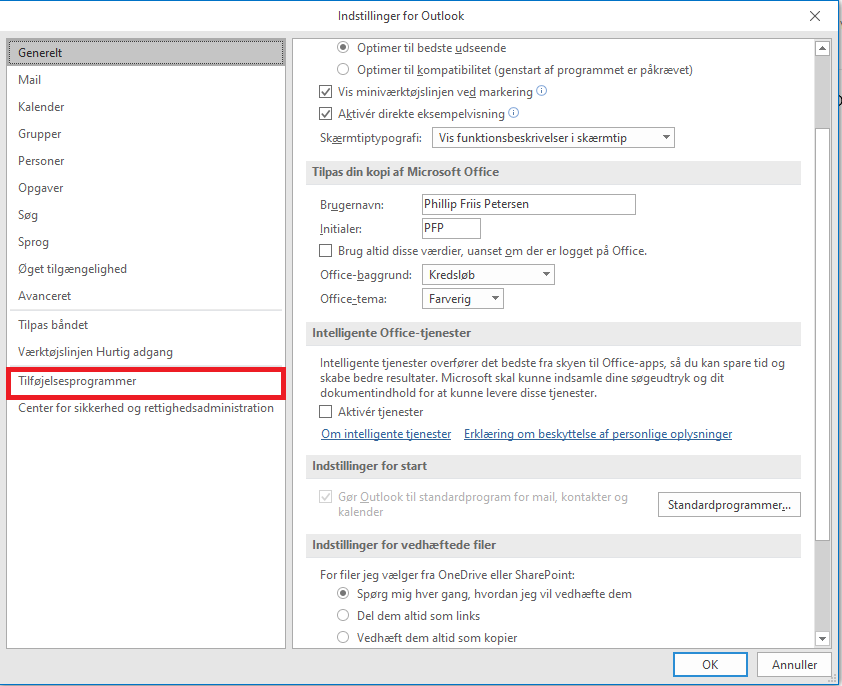 Indstillinger for Outlook
Generelt
Mail
Kalender
Grupper
Personer
Opgaver
Søg
Sprog
Øget tilgængelighed
Avanceret
Tilpas båndet
Værktøjslinjen Hurtig adgang
Tilføjelsesprogrammer
Center for sikkerhed og rettighedsadministration
Optimer til bedste udseende
Optimer til kompatibilitet (genstart af programmet er påkrævet)
Vis miniværktøjslinjen ved markering
Aktivér direkte eksempelvisning
Skærmtiptypografi: Vis funktionsbeskrivelser i skærmtip
Tilpas din kopi af Microsoft Office
Brugernavn: Phillip Friis Petersen
Initialer: PFP
Brug altid disse værdier, uanset om der er logget på Office.
Office-baggrund: Kredsløb
Office-tema: Farverig
Intelligente Office-tjenester
Intelligente tjenester overfører det bedste fra skyen til Office-apps, så du kan spare tid og
skabe bedre resultater. Microsoft skal kunne indsamle dine søgeudtryk og dit
dokumentindhold for at kunne levere disse tjenester.
Aktivér tjenester
Om intelligente tjenester Erklæring om beskyttelse af personlige oplysninger
Indstillinger for start
Gør Outlook til standardprogram for mail, kontakter og
kalender
Standardprogrammer...
Indstillinger for vedhæftede filer
For filer jeg vælger fra OneDrive eller SharePoint:
Spørg mig hver gang, hvordan jeg vil vedhæfte dem
Del dem altid som links
Vedhæft dem altid som kopier
OK Annuller